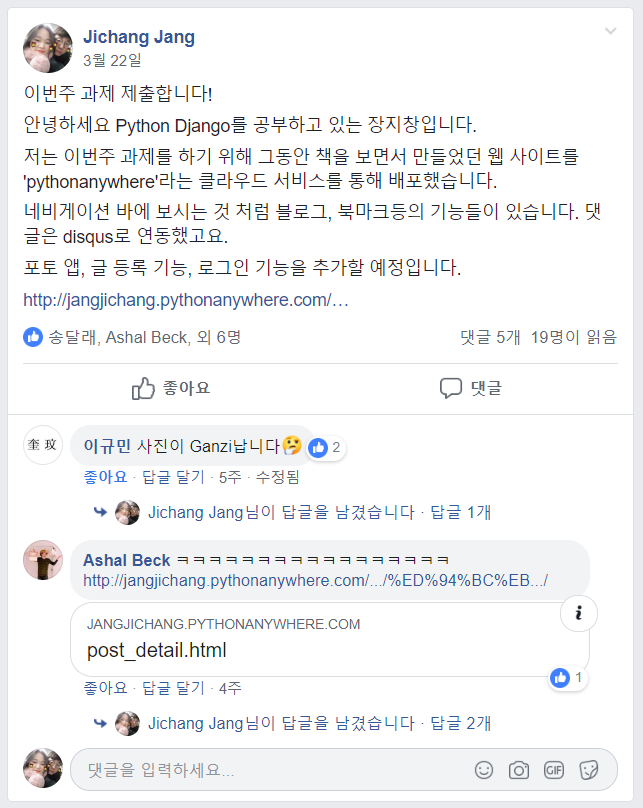 Jichang Jang
3월 22일
이번주 과제 제출합니다!
안녕하세요 Python Django를 공부하고 있는 장지창입니다.
저는 이번주 과제를 하기 위해 그동안 책을 보면서 만들었던 웹 사이트를
'pythonanywhere'라는 클라우드 서비스를 통해 배포했습니다.
네비게이션 바에 보시는 것 처럼 블로그, 북마크등의 기능들이 있습니다. 댓
글은 disqus로 연동했고요.
포토 앱, 글 등록 기능, 로그인 기능을 추가할 예정입니다.
http://jangjichang.pythonanywhere.com/…
송달래, Ashal Beck, 외 6명 댓글 5개 19명이 읽음
좋아요 댓글
奎 玟
이규민 사진이 Ganzi납니다🤔 2
좋아요 · 답글 달기 · 5주 · 수정됨
Jichang Jang님이 답글을 남겼습니다 · 답글 1개
Ashal Beck ㅋㅋㅋㅋㅋㅋㅋㅋㅋㅋㅋㅋㅋㅋㅋㅋㅋ
http://jangjichang.pythonanywhere.com/.../%ED%94%BC%EB.../
JANGJICHANG.PYTHONANYWHERE.COM
post_detail.html
1
좋아요 · 답글 달기 · 4주
Jichang Jang님이 답글을 남겼습니다 · 답글 2개
댓글을 입력하세요... GIF